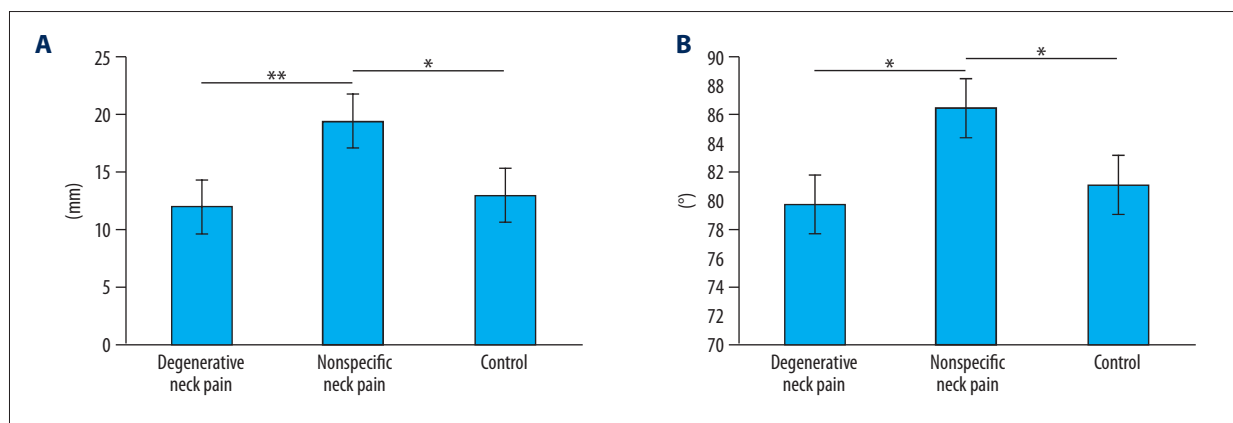 A
25
20
15
10
5
0
(mm)
**
*
Degenerative
neck pain
Nonspecific
neck pain
Control
B
90
88
86
84
82
80
78
76
74
72
70
(°)
*
*
Degenerative
neck pain
Nonspecific
neck pain
Control